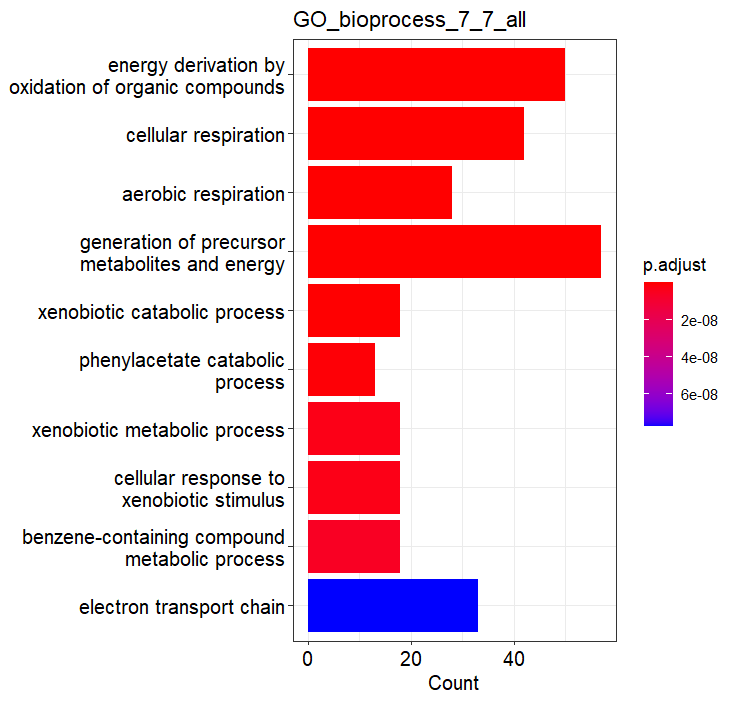 GO_bioprocess_7_7_all
energy derivation by
oxidation of organic compounds
cellular respiration
aerobic respiration
generation of precursor
metabolites and energy
xenobiotic catabolic process
phenylacetate catabolic
process
xenobiotic metabolic process
cellular response to
xenobiotic stimulus
benzene-containing compound
metabolic process
electron transport chain
0 20 40
Count
p.adjust
2e-08
4e-08
6e-08